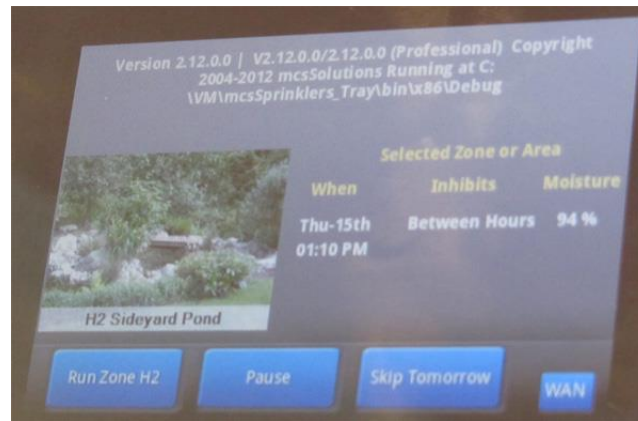 Version 2.12.0.0 | V2.12.0.0/2.12.0.0 (Professional) Copyright
2004-2012 mcsSolutions Running at C:
\VM\mcsSprinklers_Tray\bin\x86\Debug
Selected Zone or Area
When Inhibits Moisture
Thu-15th Between Hours 94 %
01:10 PM
H2 Sideyard Pond
Run Zone H2 Pause Skip Tomorrow WAN